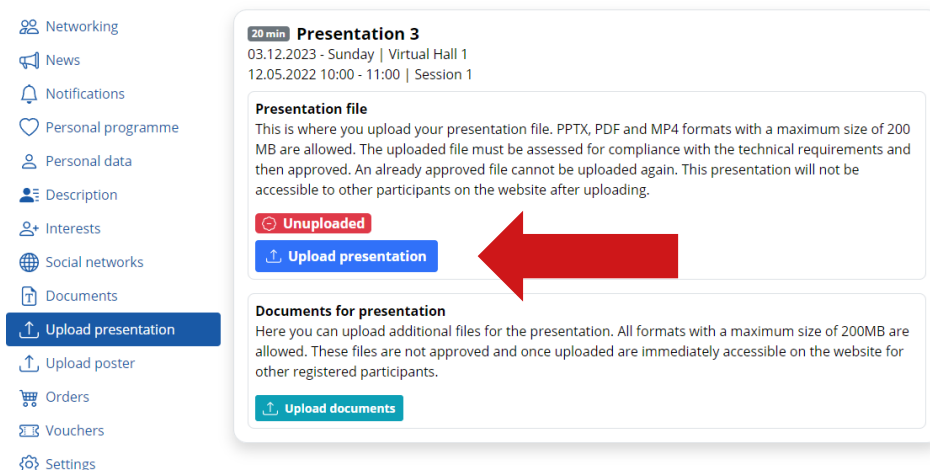 Networking
News
Notifications
Personal programme
Personal data
Description
Interests
Social networks
Documents
Upload presentation
Upload poster
Orders
Vouchers
Settings
20 min Presentation 3
03.12.2023 - Sunday | Virtual Hall 1
12.05.2022 10:00 - 11:00 | Session 1
Presentation file
This is where you upload your presentation file. PPTX, PDF and MP4 formats with a maximum size of 200
MB are allowed. The uploaded file must be assessed for compliance with the technical requirements and
then approved. An already approved file cannot be uploaded again. This presentation will not be
accessible to other participants on the website after uploading.
Unuploaded
Upload presentation
Documents for presentation
Here you can upload additional files for the presentation. All formats with a maximum size of 200MB are
allowed. These files are not approved and once uploaded are immediately accessible on the website for
other registered participants.
Upload documents